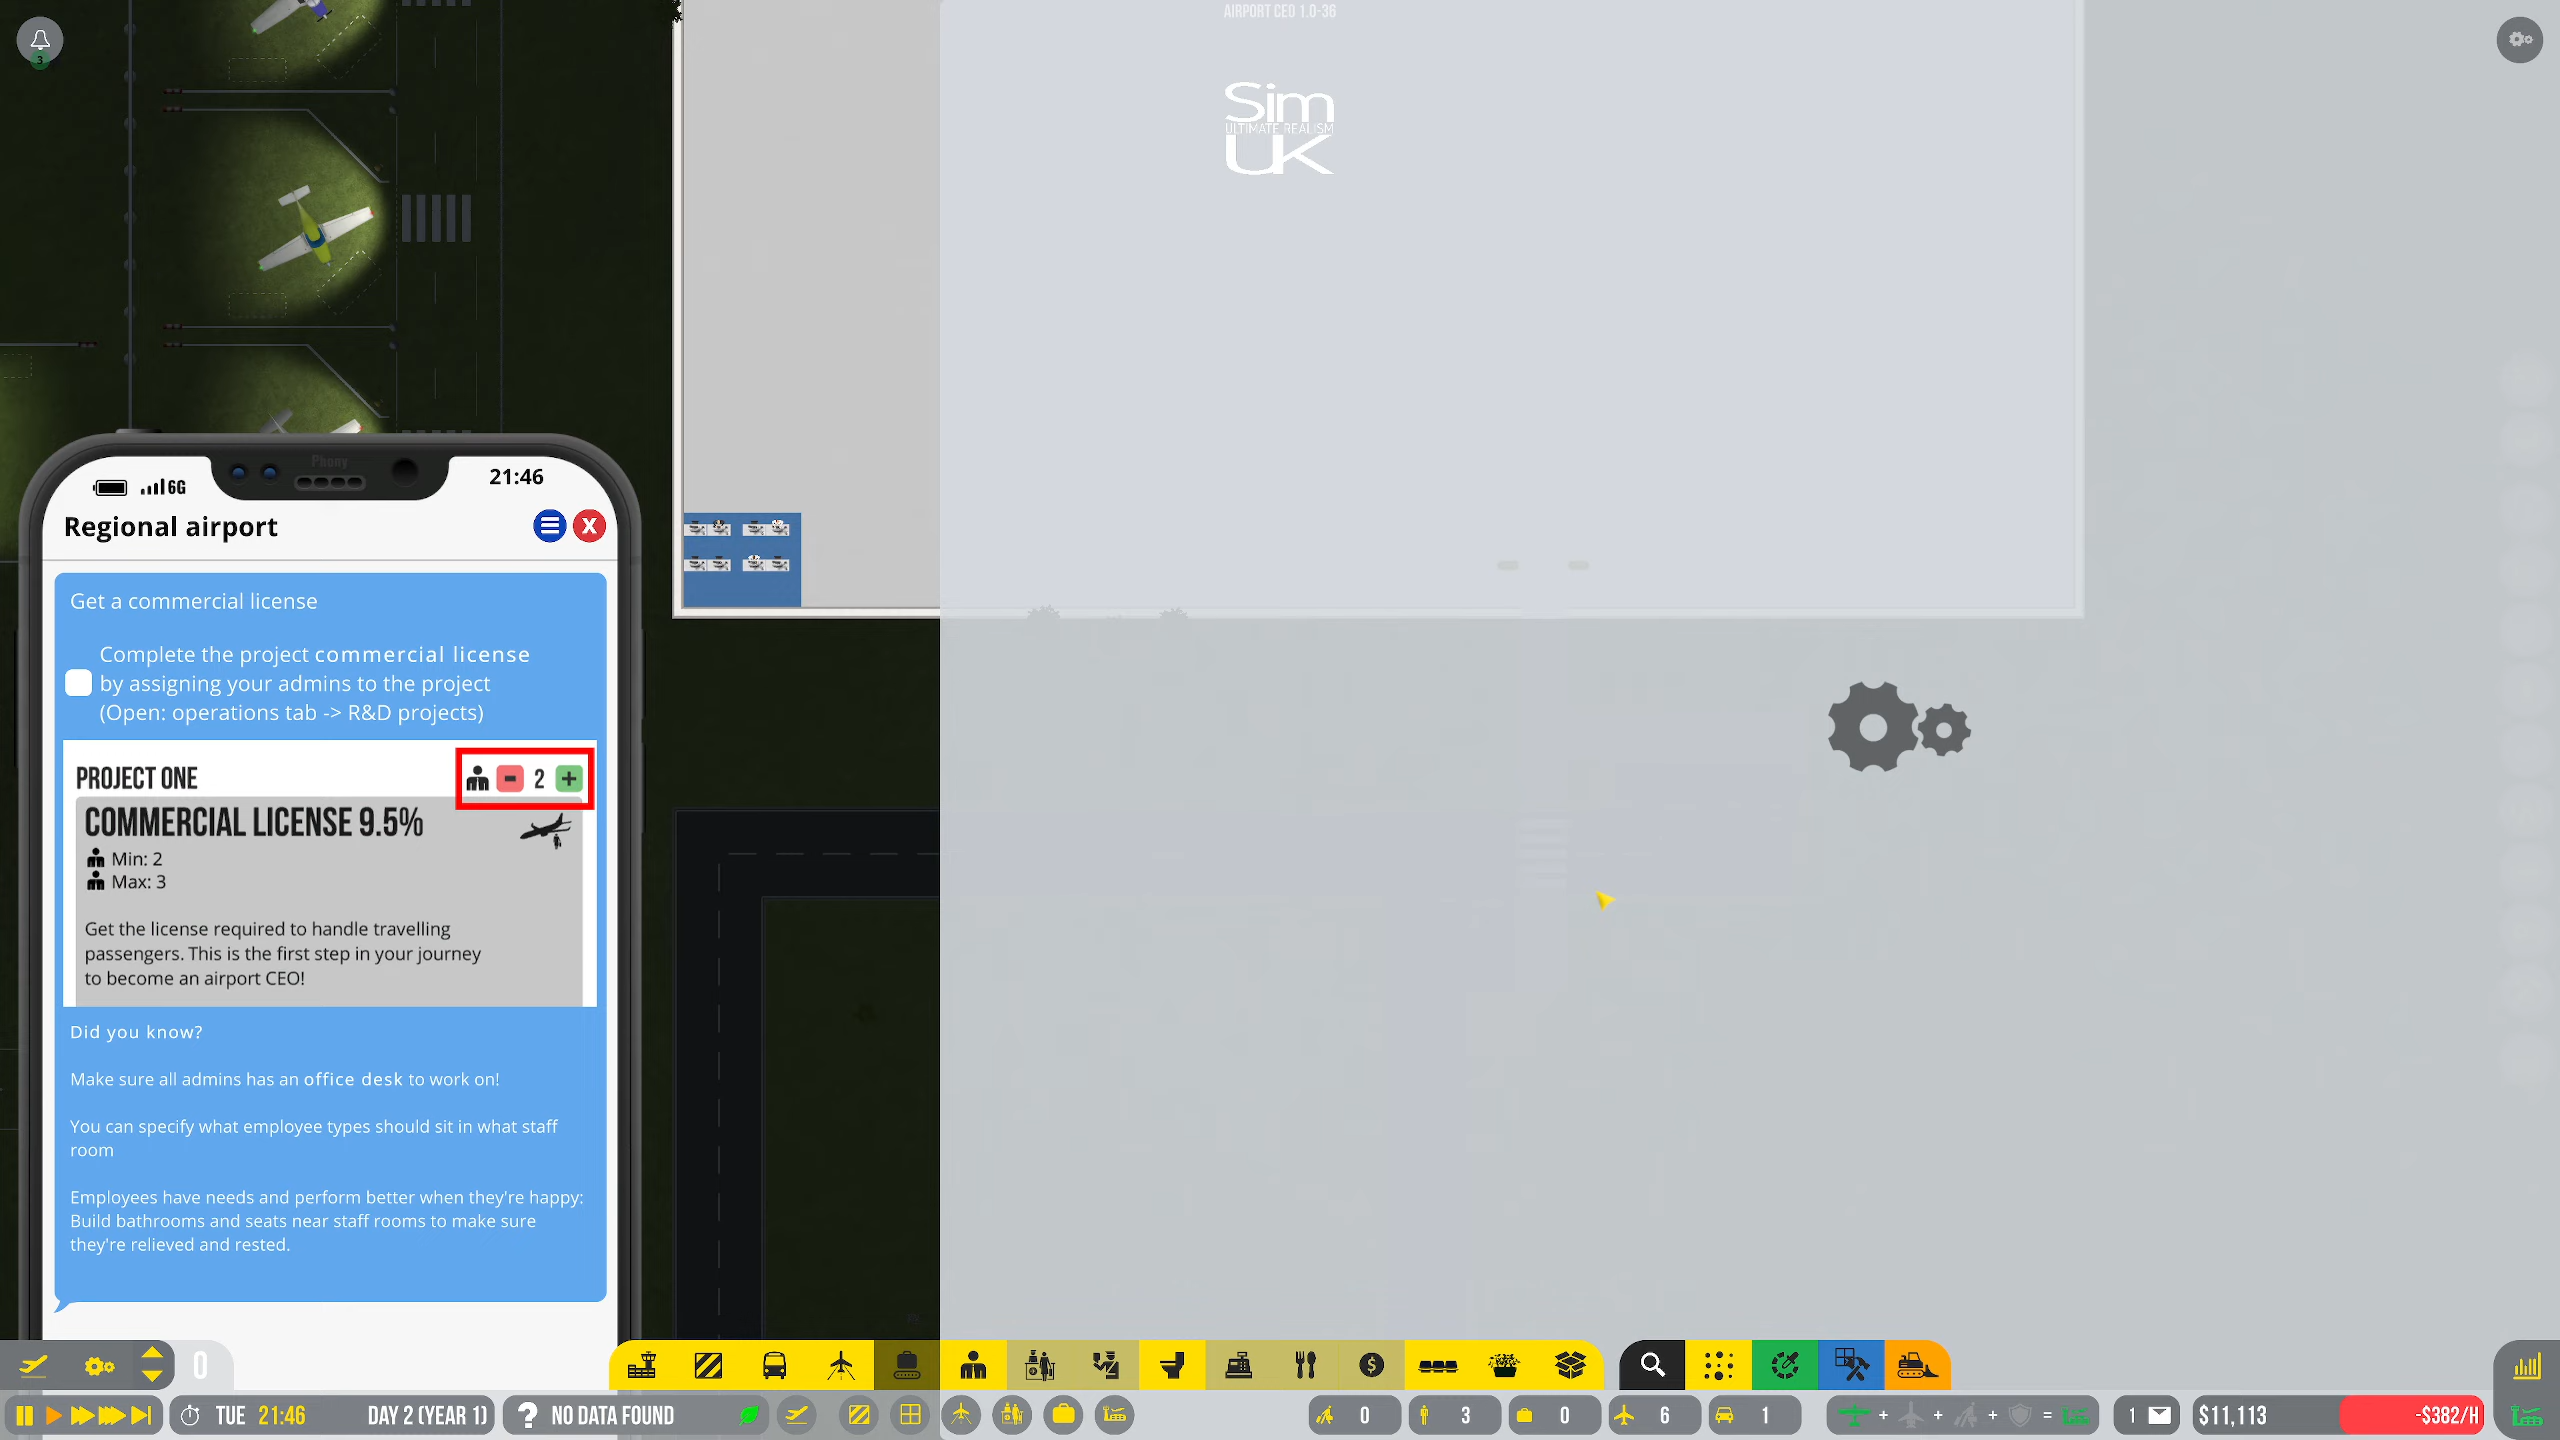 AIRPORT CEO 1.0-36
3
Sim
ULTIMATE REALISM
UK
Phony
6G
21:46
Regional airport
X
Get a commercial license
Complete the project commercial license
by assigning your admins to the project
(Open: operations tab -> R&D projects)
PROJECT ONE
- 2 +
COMMERCIAL LICENSE 9.5%
Min: 2
Max: 3
Get the license required to handle travelling
passengers. This is the first step in your journey
to become an airport CEO!
Did you know?
Make sure all admins has an office desk to work on!
You can specify what employee types should sit in what staff
room
Employees have needs and perform better when they're happy:
Build bathrooms and seats near staff rooms to make sure
they're relieved and rested.
0
$
TUE 21:46 DAY 2 (YEAR 1)
? NO DATA FOUND
0
3
0
6
1
+ + + =
1
$11,113
-$382/H